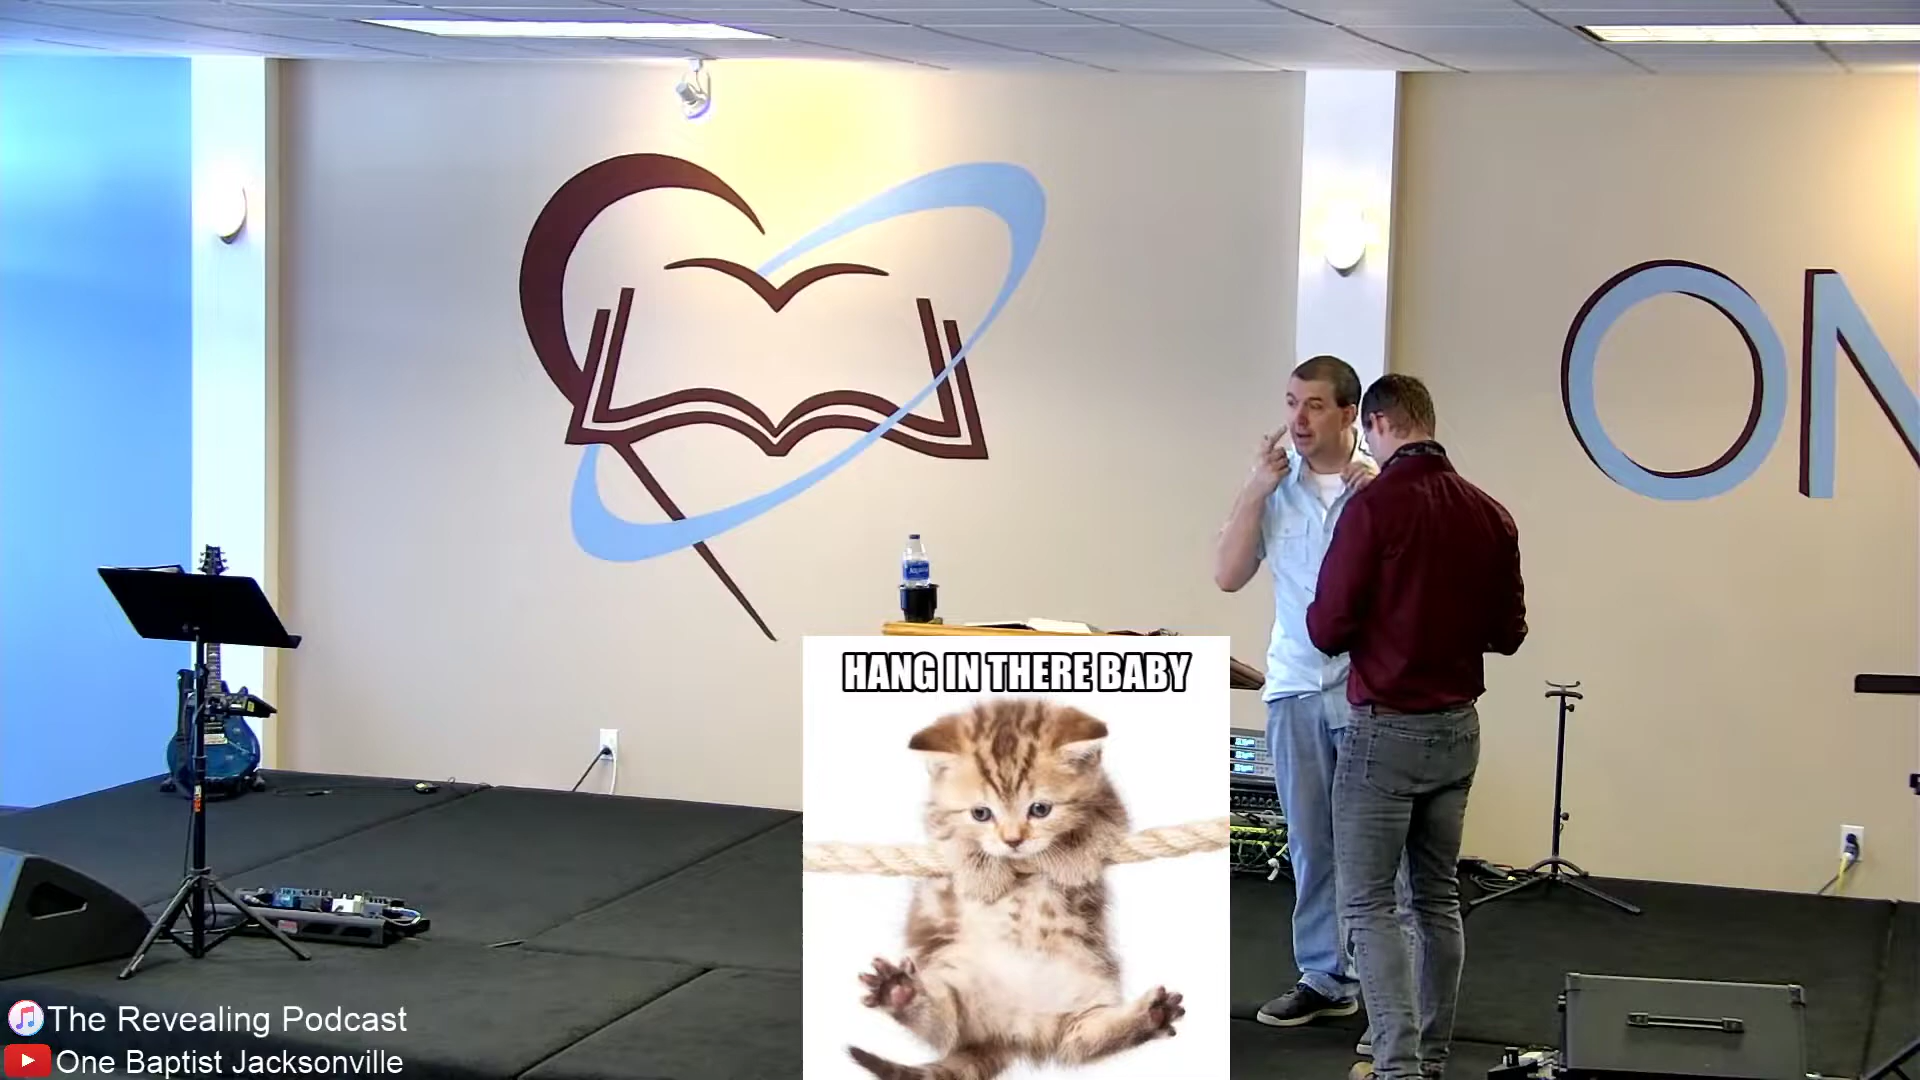 ON
HANG IN THERE BABY
The Revealing Podcast
One Baptist Jacksonville